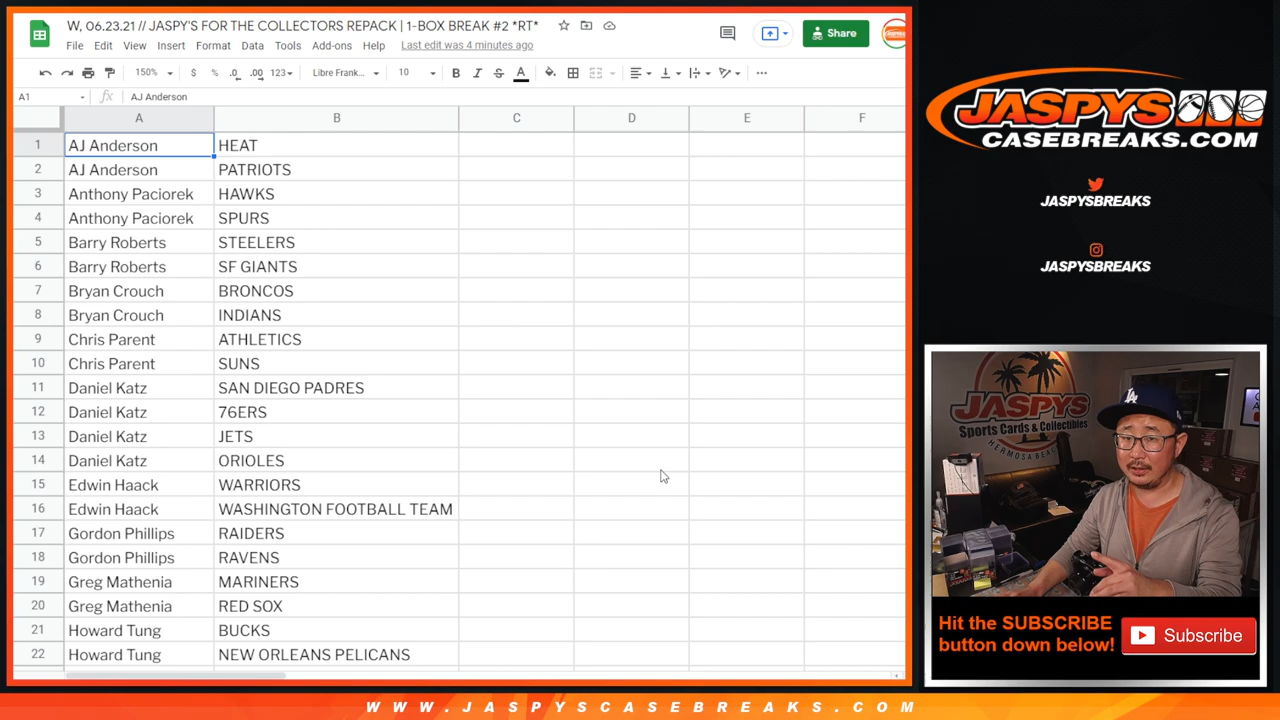 W, 06.23.21 // JASPY'S FOR THE COLLECTORS REPACK | 1-BOX BREAK #2 *RT*
File Edit View Insert Format Data Tools Add-ons Help Last edit was 4 minutes ago
Share
150% $ % .0 .00 123 Libre Frank... 10 B I S A
A1 fx AJ Anderson
A B C D E F
1 AJ Anderson HEAT
2 AJ Anderson PATRIOTS
3 Anthony Paciorek HAWKS
4 Anthony Paciorek SPURS
5 Barry Roberts STEELERS
6 Barry Roberts SF GIANTS
7 Bryan Crouch BRONCOS
8 Bryan Crouch INDIANS
9 Chris Parent ATHLETICS
10 Chris Parent SUNS
11 Daniel Katz SAN DIEGO PADRES
12 Daniel Katz 76ERS
13 Daniel Katz JETS
14 Daniel Katz ORIOLES
15 Edwin Haack WARRIORS
16 Edwin Haack WASHINGTON FOOTBALL TEAM
17 Gordon Phillips RAIDERS
18 Gordon Phillips RAVENS
19 Greg Mathenia MARINERS
20 Greg Mathenia RED SOX
21 Howard Tung BUCKS
22 Howard Tung NEW ORLEANS PELICANS
JASPYS
CASEBREAKS.COM
JASPYSBREAKS
JASPYSBREAKS
JASPYS
Sports Cards & Collectibles
HERMOSA BEACH
LA
Hit the SUBSCRIBE
button down below!
Subscribe
WWW.JASPYSCASEBREAKS.COM